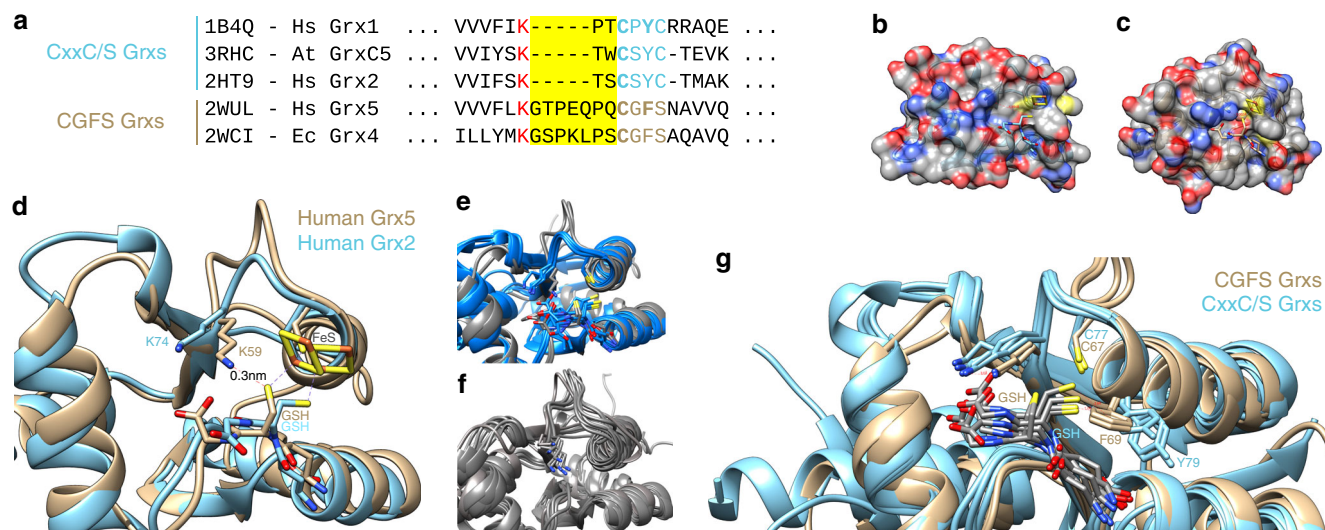 a
CxxC/S Grxs
1B4Q - Hs Grx1 ... VVVFIK-----PTCPYCRRAQE ...
3RHC - At GrxC5 ... VVIYSK------TWCSYC-TEVK ...
2HT9 - Hs Grx2 ... VVIFSK------TSCSYC-TMAK ...
CGFS Grxs
2WUL - Hs Grx5 ... VVVFLKGTPEQPQCGFSNAVVQ ...
2WCI - Ec Grx4 ... ILLYMKGSPKLPSCGFSAQAVQ ...
b
c
d
Human Grx5
Human Grx2
K74
K59
FeS
0.3nm
GSH
GSH
e
f
g
CGFS Grxs
CxxC/S Grxs
C77
C67
GSH
GSH
F69
Y79